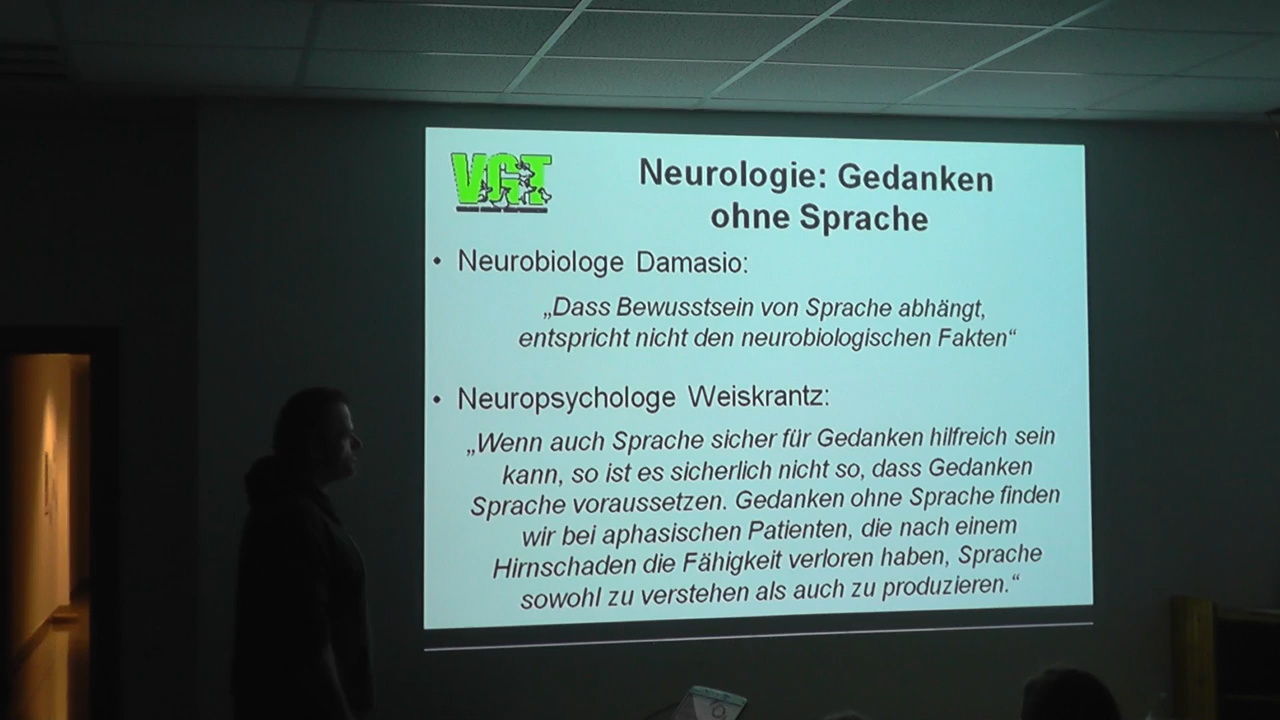 VGT
Neurologie: Gedanken
ohne Sprache
• Neurobiologe Damasio:
„Dass Bewusstsein von Sprache abhängt,
entspricht nicht den neurobiologischen Fakten“
• Neuropsychologe Weiskrantz:
„Wenn auch Sprache sicher für Gedanken hilfreich sein
kann, so ist es sicherlich nicht so, dass Gedanken
Sprache voraussetzen. Gedanken ohne Sprache finden
wir bei aphasischen Patienten, die nach einem
Hirnschaden die Fähigkeit verloren haben, Sprache
sowohl zu verstehen als auch zu produzieren.“